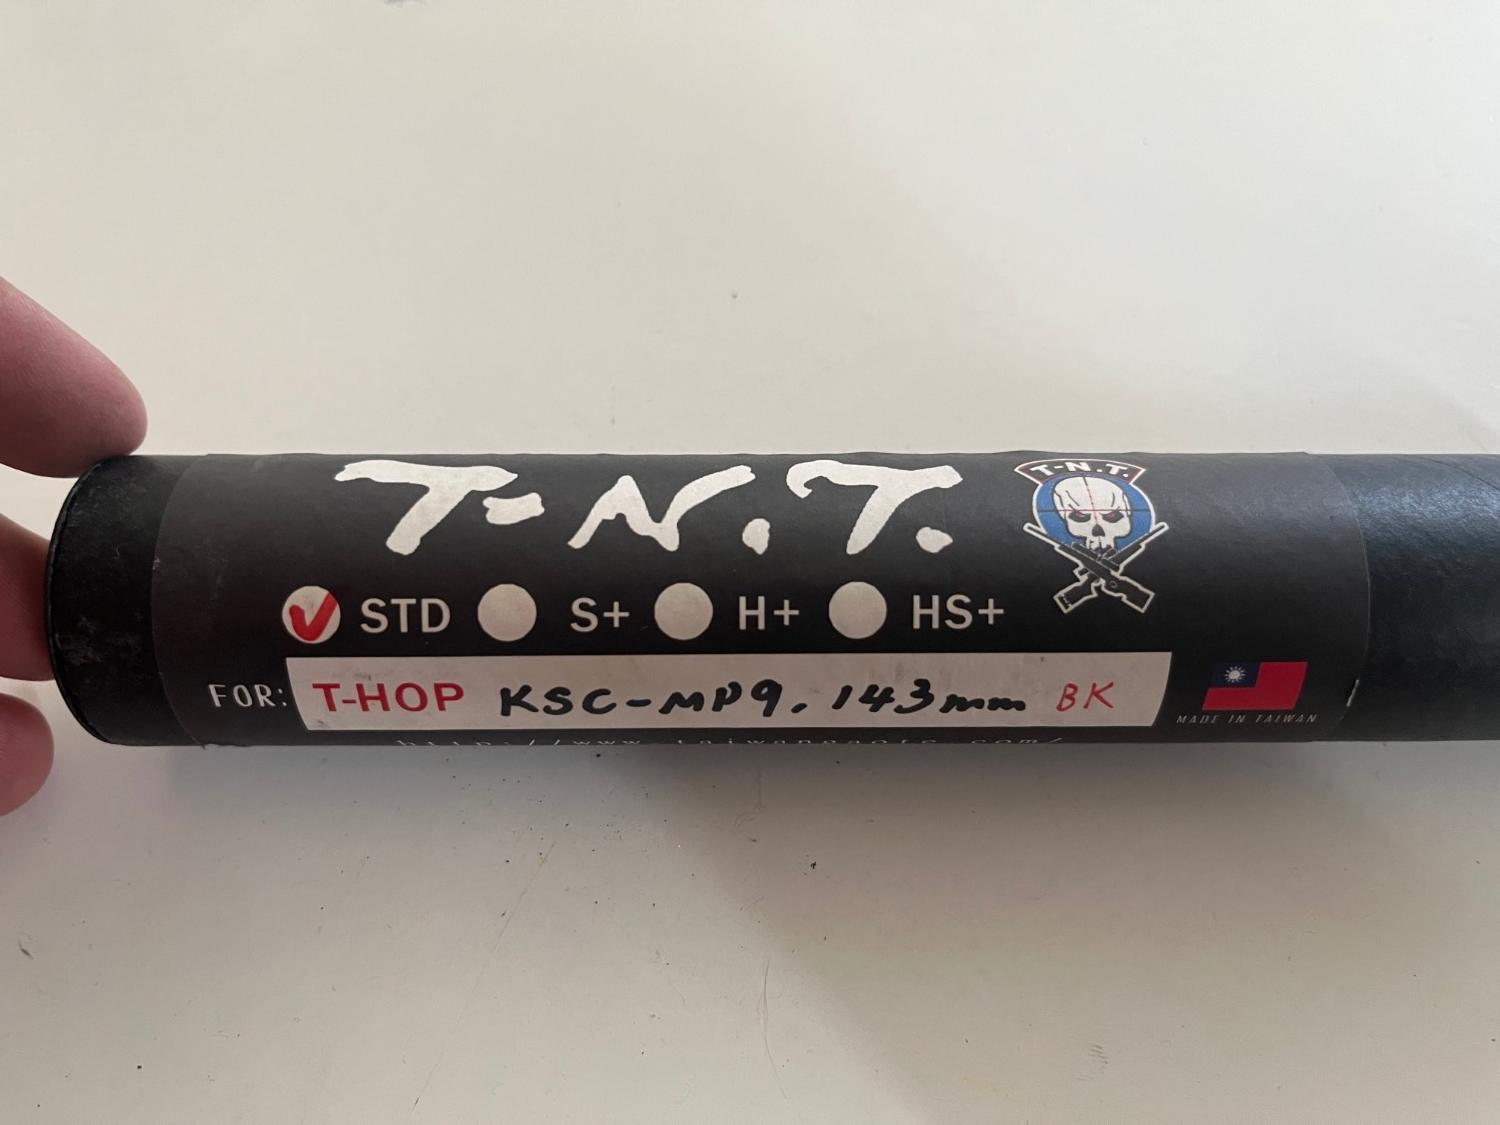 T-N.T.
T-N.T.
STD S+ H+ HS+
FOR: T-HOP KSC-MP9. 143mm BK
MADE IN TAIWAN